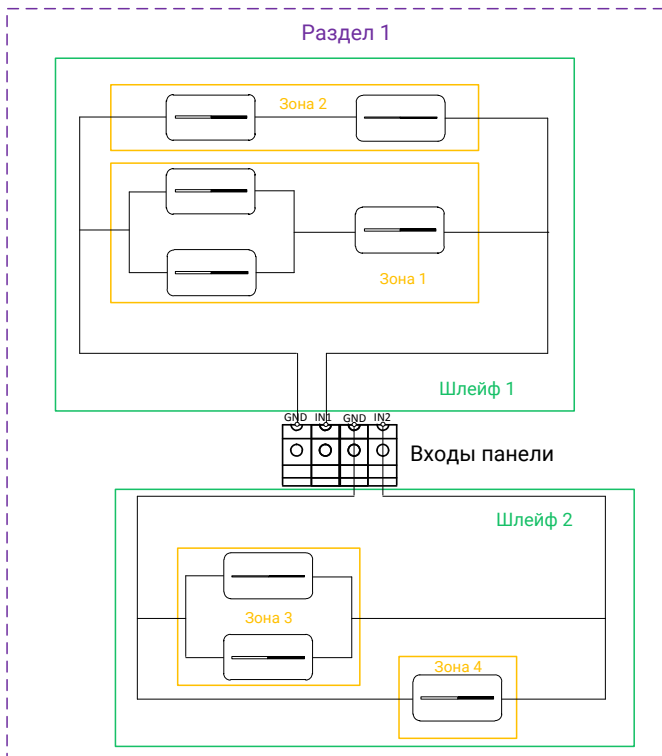 Раздел 1
Зона 2
Зона 1
Шлейф 1
GND IN1 GND IN2
Входы панели
Шлейф 2
Зона 3
Зона 4